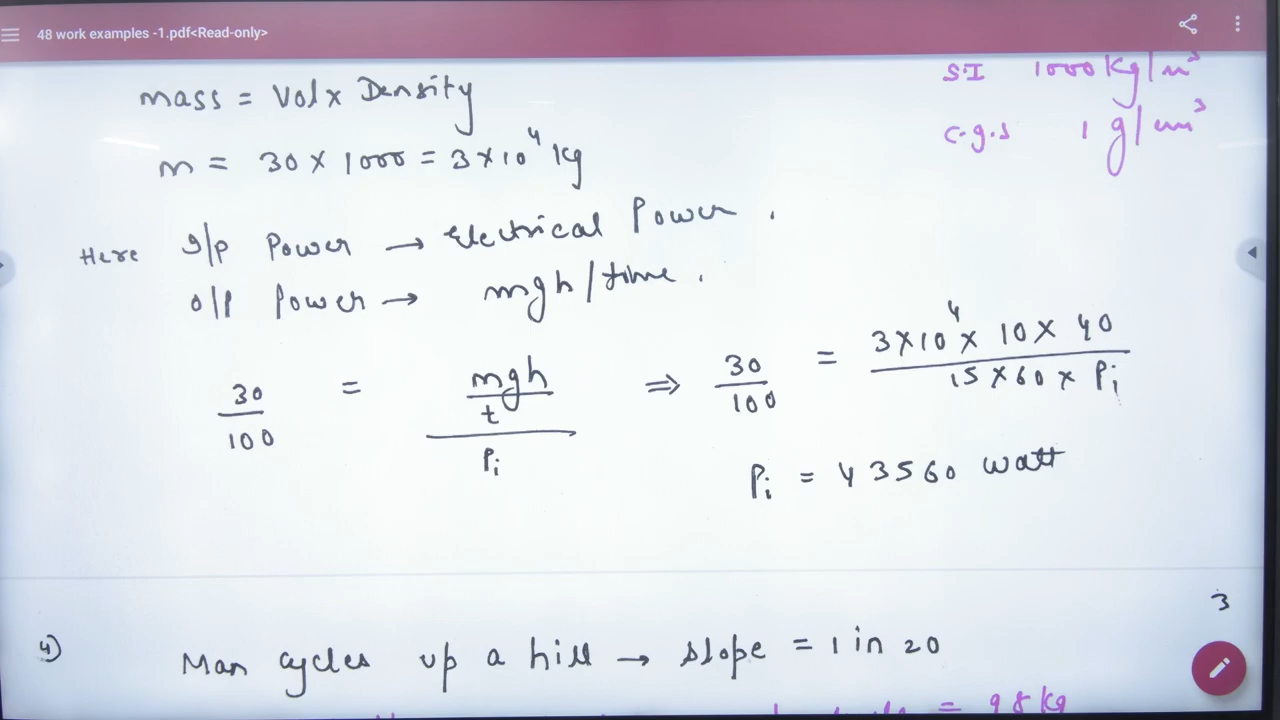 48 work examples -1.pdf<Read-only>
S.I 1000 kg/m³
mass = Vol x Density
c.g.s 1 g/cm³
m = 30 x 1000 = 3 x 10⁴ kg
Here I/p Power → Electrical Power.
o/p Power → mgh/time.
30/100 = (mgh/t)/Pi ⇒ 30/100 = (3 x 10⁴ x 10 x 40)/(15 x 60 x Pi)
Pi = 43560 watt
3
4) Man cycles up a hill → slope = 1 in 20
= 98 kg